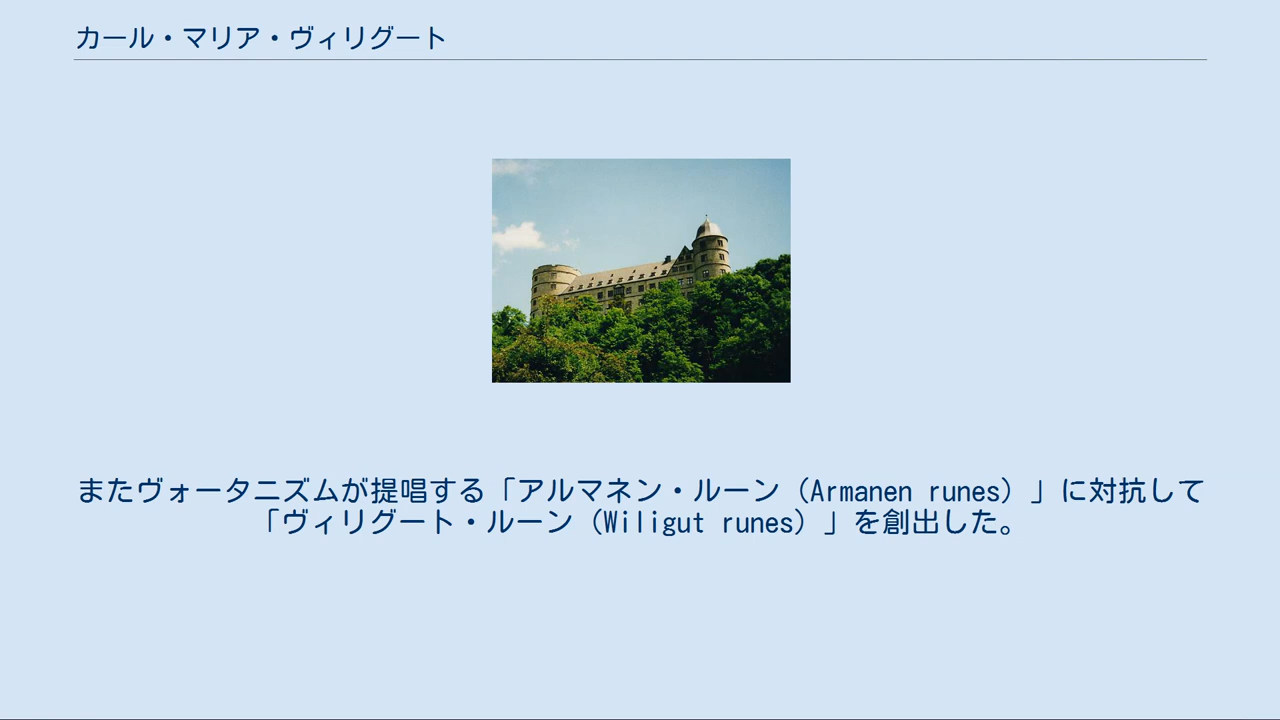 カール・マリア・ヴィリグート
またヴォータニズムが提唱する「アルマネン・ルーン（Armanen runes）」に対抗して
「ヴィリグート・ルーン（Wiligut runes）」を創出した。